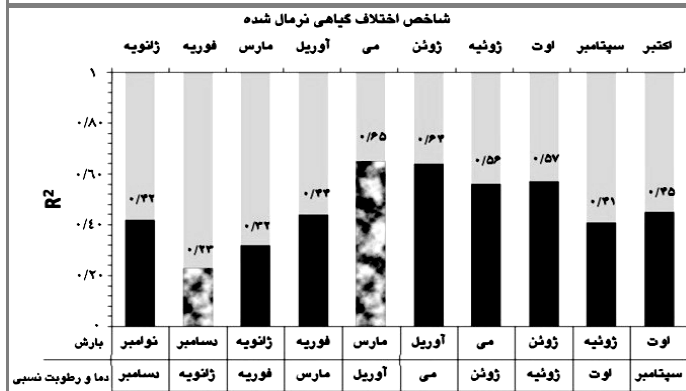 شاخص اختلاف گیاهی نرمال شده
ژانویه فوریه مارس آوریل می ژوئن ژوئیه اوت سپتامبر اکتبر
۱
۰/۸۰
۰/۶۰
۰/۴۰
۰/۲۰
۰
R²
۰/۴۲ ۰/۲۳ ۰/۳۲ ۰/۴۴ ۰/۶۵ ۰/۶۴ ۰/۵۶ ۰/۵۷ ۰/۴۱ ۰/۴۵
بارش نوامبر دسامبر ژانویه فوریه مارس آوریل می ژوئن ژوئیه اوت
دما و رطوبت نسبی دسامبر ژانویه فوریه مارس آوریل می ژوئن ژوئیه اوت سپتامبر